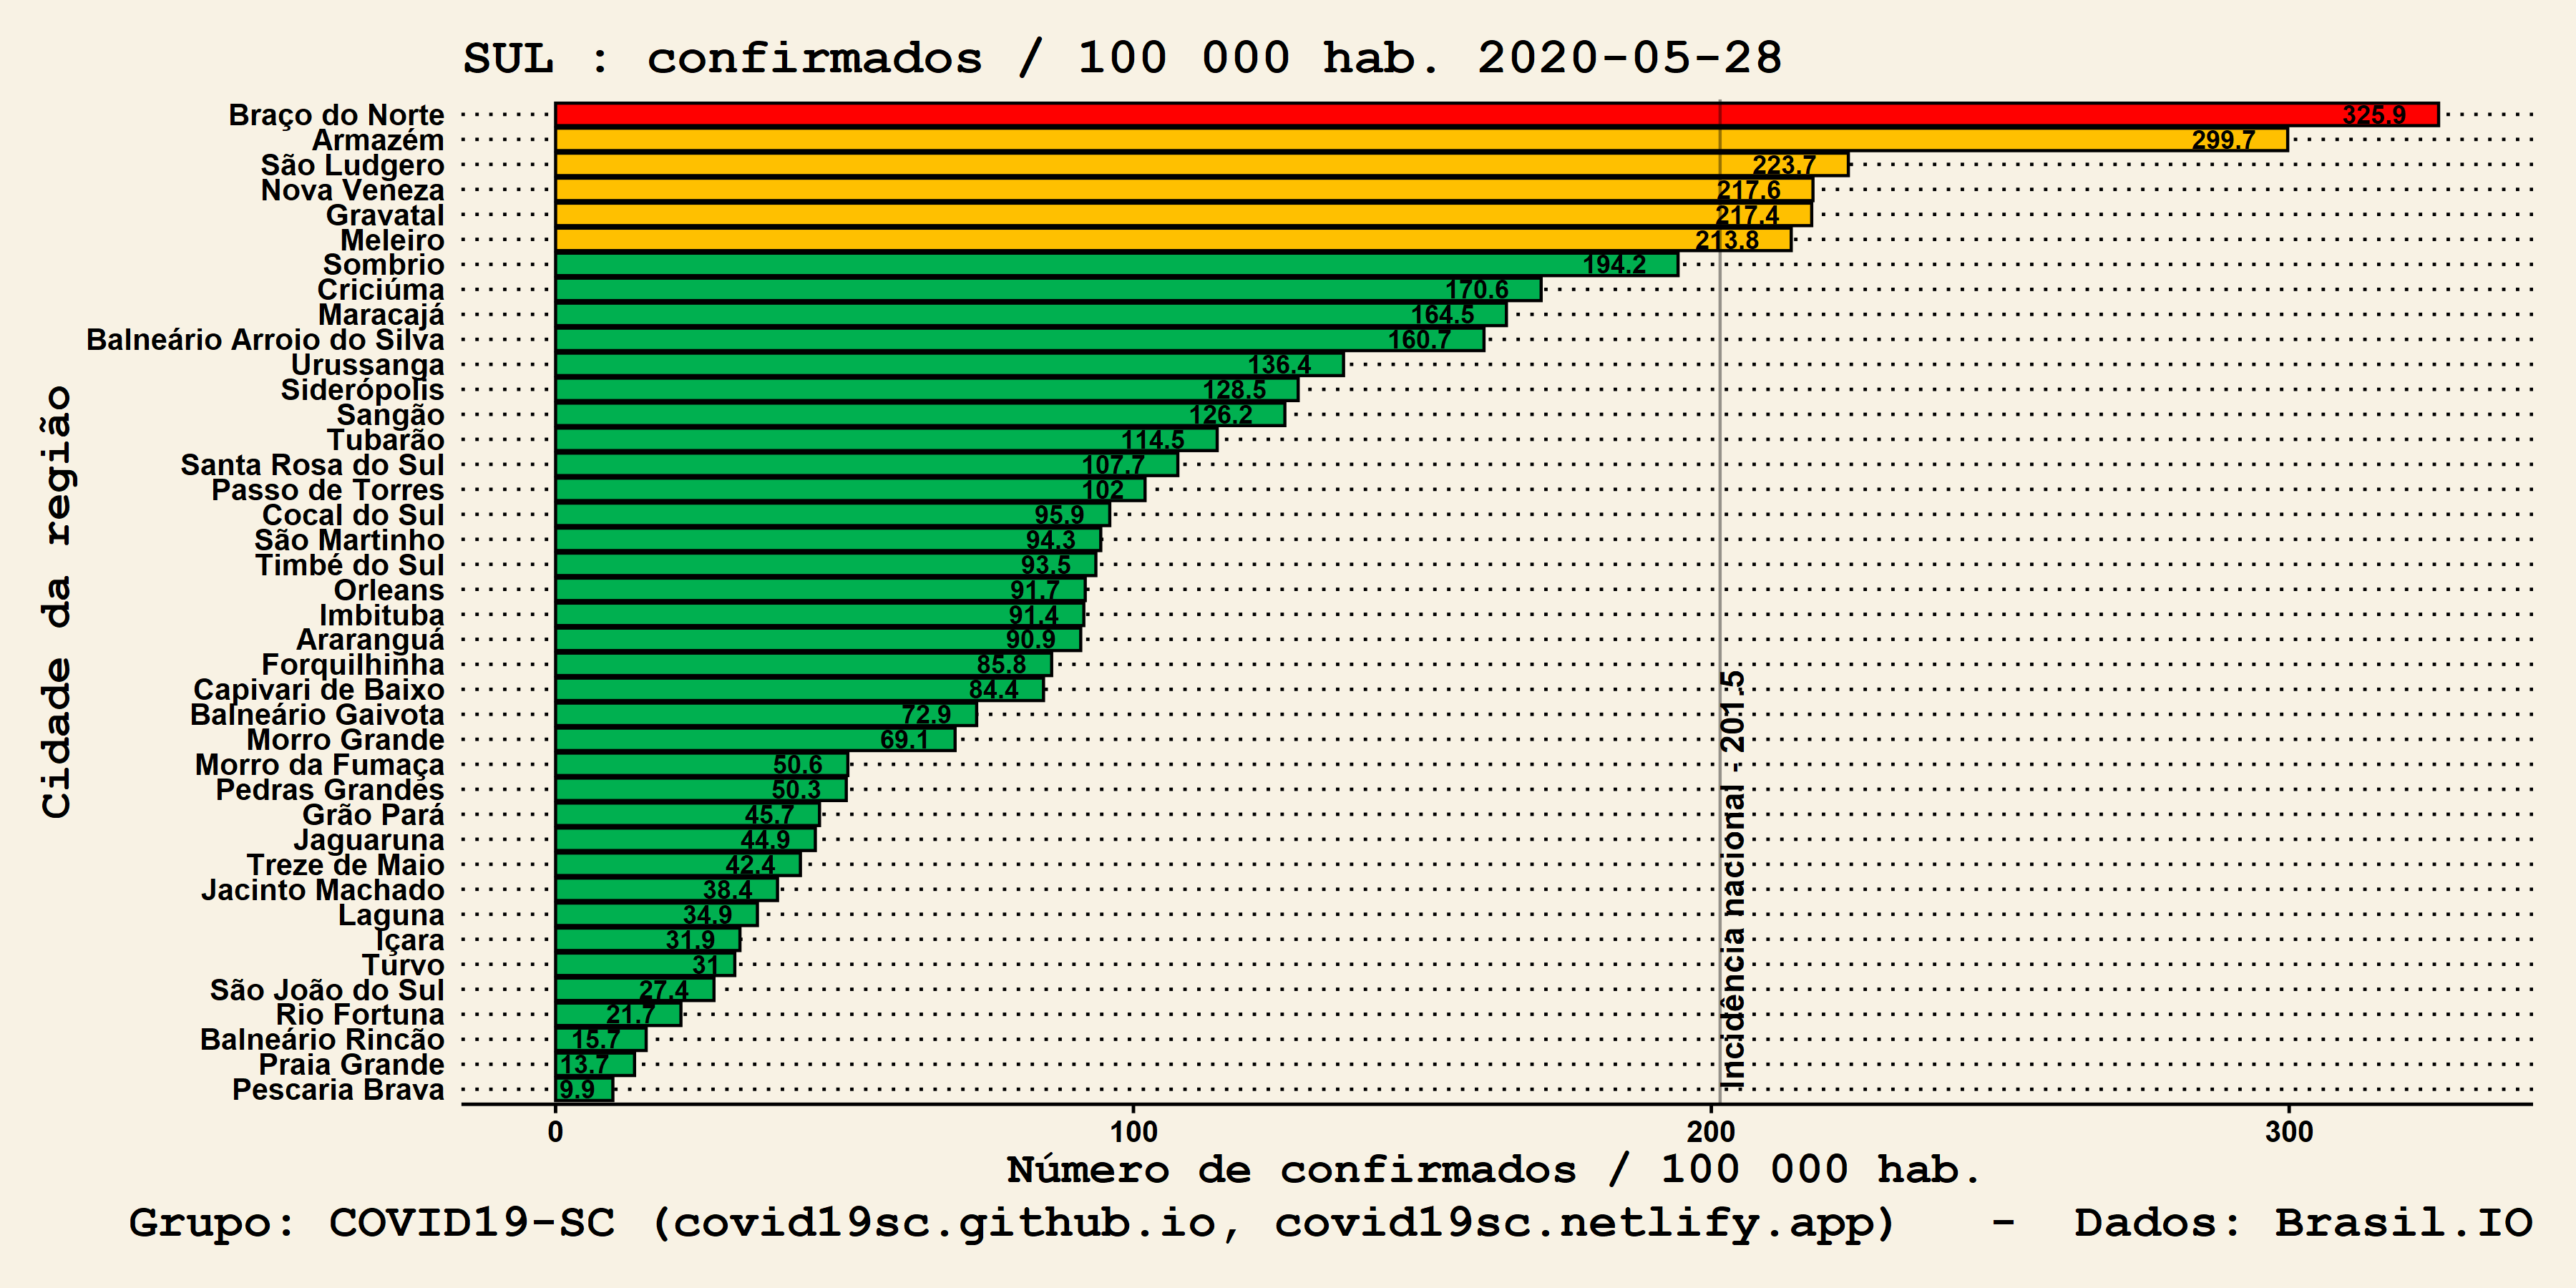 SUL : confirmados / 100 000 hab. 2020-05-28
Cidade da região
Braço do Norte 325.9
Armazém 299.7
São Ludgero 223.7
Nova Veneza 217.6
Gravatal 217.4
Meleiro 213.8
Sombrio 194.2
Criciúma 170.6
Maracajá 164.5
Balneário Arroio do Silva 160.7
Urussanga 136.4
Siderópolis 128.5
Sangão 126.2
Tubarão 114.5
Santa Rosa do Sul 107.7
Passo de Torres 102
Cocal do Sul 95.9
São Martinho 94.3
Timbé do Sul 93.5
Orleans 91.7
Imbituba 91.4
Araranguá 90.9
Forquilhinha 85.8
Capivari de Baixo 84.4
Balneário Gaivota 72.9
Morro Grande 69.1
Morro da Fumaça 50.6
Pedras Grandes 50.3
Grão Pará 45.7
Jaguaruna 44.9
Treze de Maio 42.4
Jacinto Machado 38.4
Laguna 34.9
Içara 31.9
Turvo 31
São João do Sul 27.4
Rio Fortuna 21.7
Balneário Rincão 15.7
Praia Grande 13.7
Pescaria Brava 9.9
Incidência nacional - 201.5
0 100 200 300
Número de confirmados / 100 000 hab.
Grupo: COVID19-SC (covid19sc.github.io, covid19sc.netlify.app) - Dados: Brasil.IO